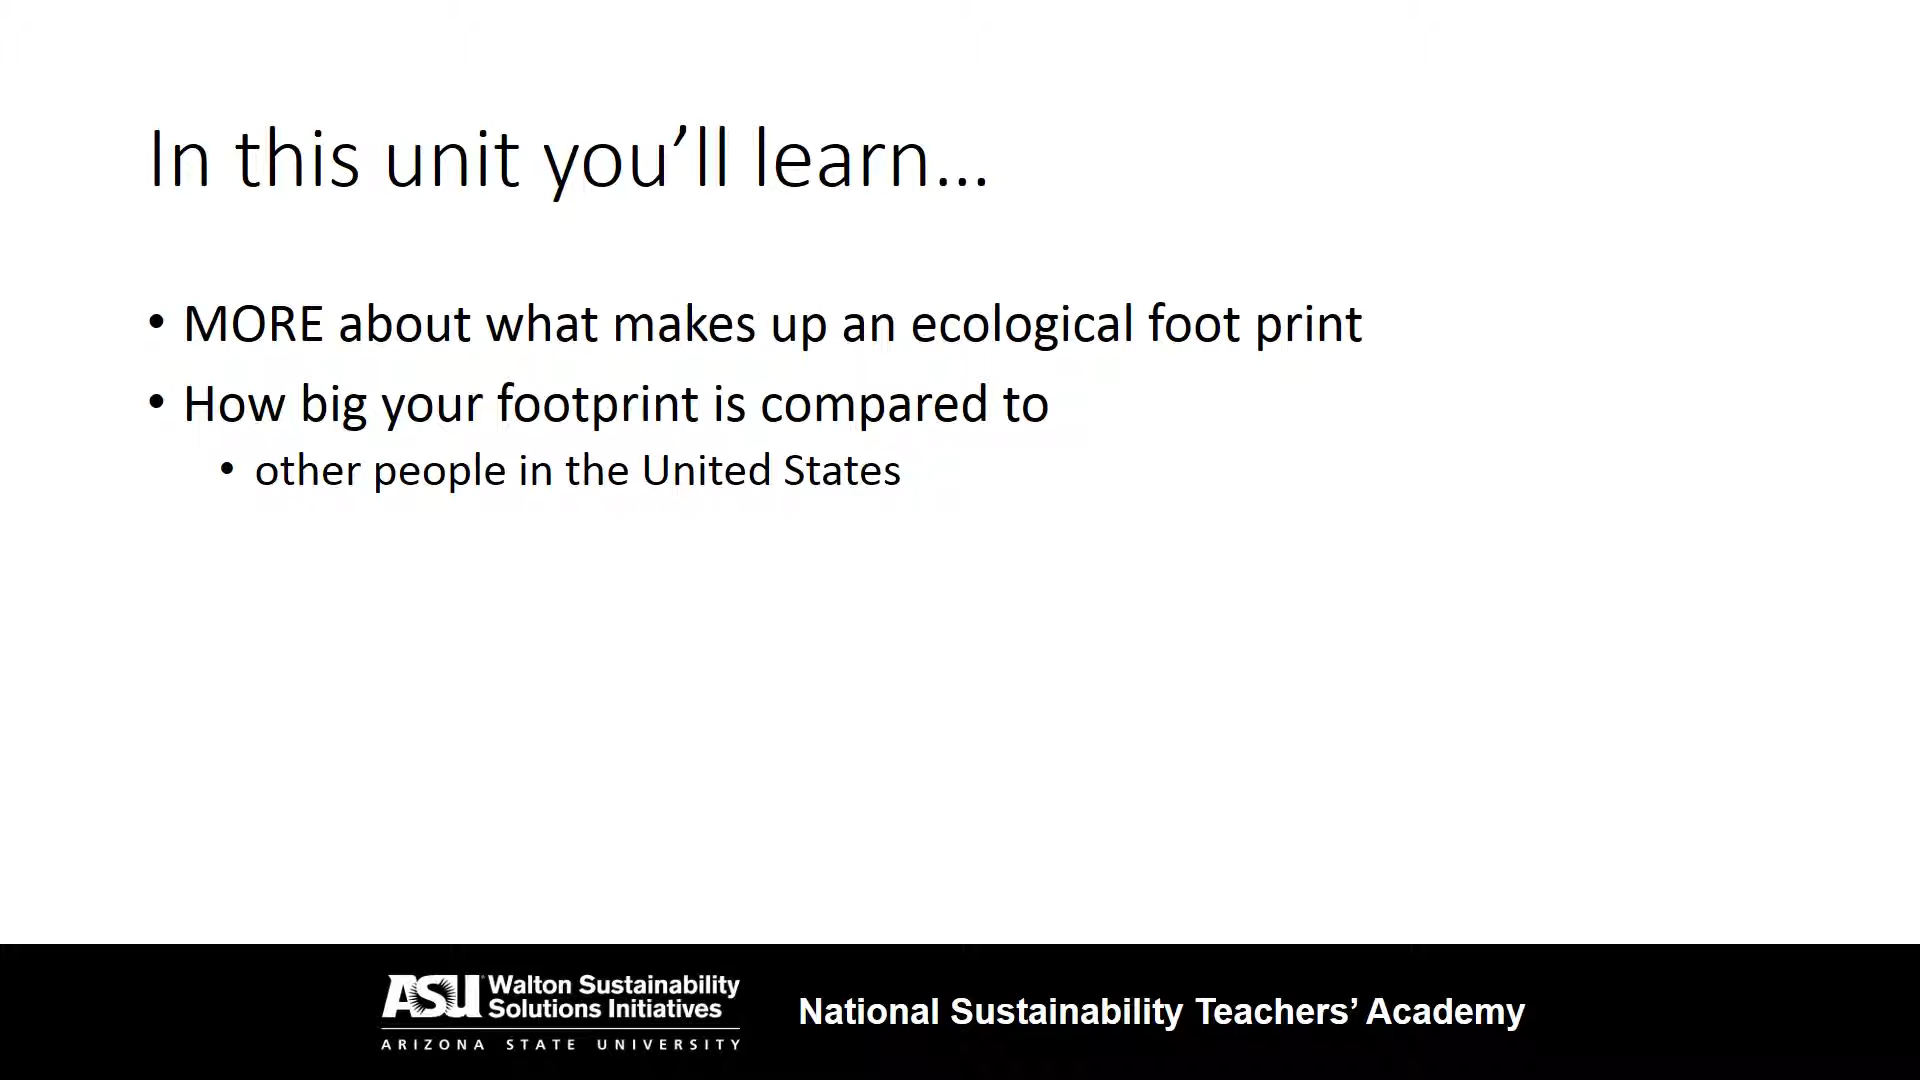 In this unit you’ll learn…
• MORE about what makes up an ecological foot print
• How big your footprint is compared to
• other people in the United States
ASU Walton Sustainability
Solutions Initiatives
ARIZONA STATE UNIVERSITY
National Sustainability Teachers’ Academy